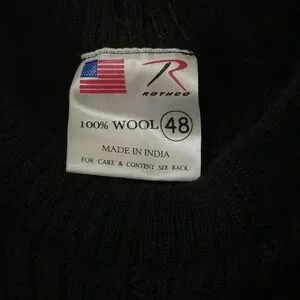 ROTHCO
100% WOOL 48
MADE IN INDIA
FOR CARE & CONTENT SEE BACK